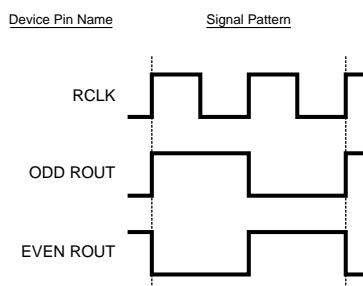 Device Pin Name Signal Pattern
RCLK
ODD ROUT
EVEN ROUT